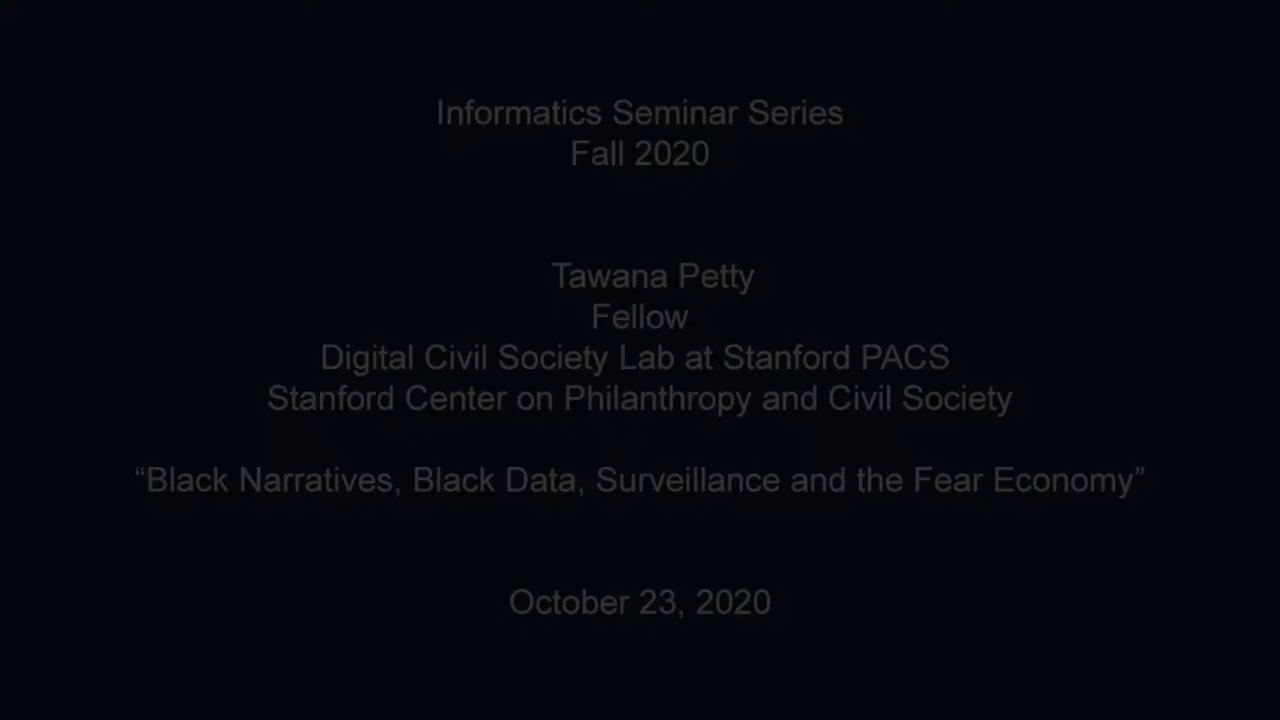 Informatics Seminar Series
Fall 2020
Tawana Petty
Fellow
Digital Civil Society Lab at Stanford PACS
Stanford Center on Philanthropy and Civil Society
“Black Narratives, Black Data, Surveillance and the Fear Economy”
October 23, 2020